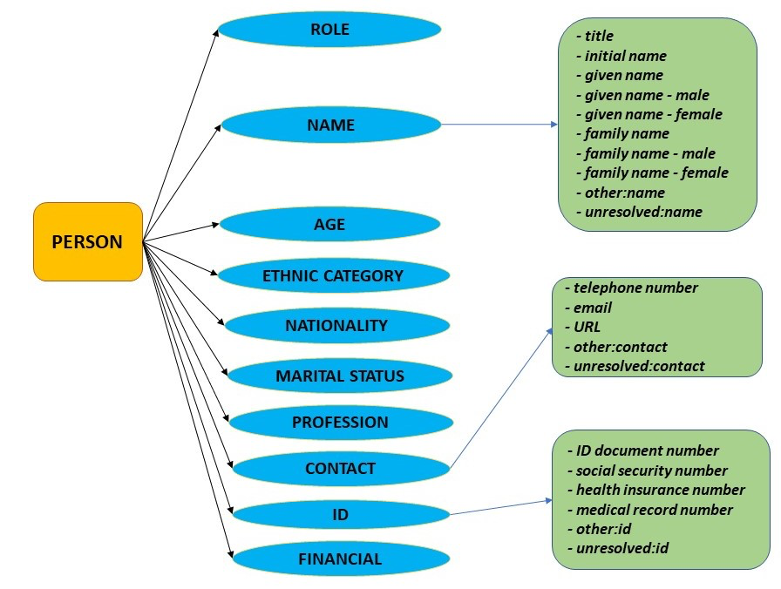 PERSON
ROLE
NAME
AGE
ETHNIC CATEGORY
NATIONALITY
MARITAL STATUS
PROFESSION
CONTACT
ID
FINANCIAL
- title
- initial name
- given name
- given name - male
- given name - female
- family name
- family name - male
- family name - female
- other:name
- unresolved:name
- telephone number
- email
- URL
- other:contact
- unresolved:contact
- ID document number
- social security number
- health insurance number
- medical record number
- other:id
- unresolved:id